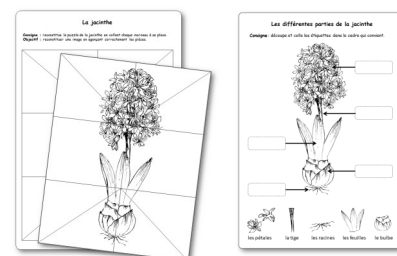 La jacinthe
Consigne : reconstitue le puzzle de la jacinthe en collant chaque morceau à sa place.
Objectif : reconstituer une image en agençant correctement les pièces.
Les différentes parties de la jacinthe
Consigne : découpe et colle les étiquettes dans le cadre qui convient.
les pétales
la tige
les racines
les feuilles
le bulbe